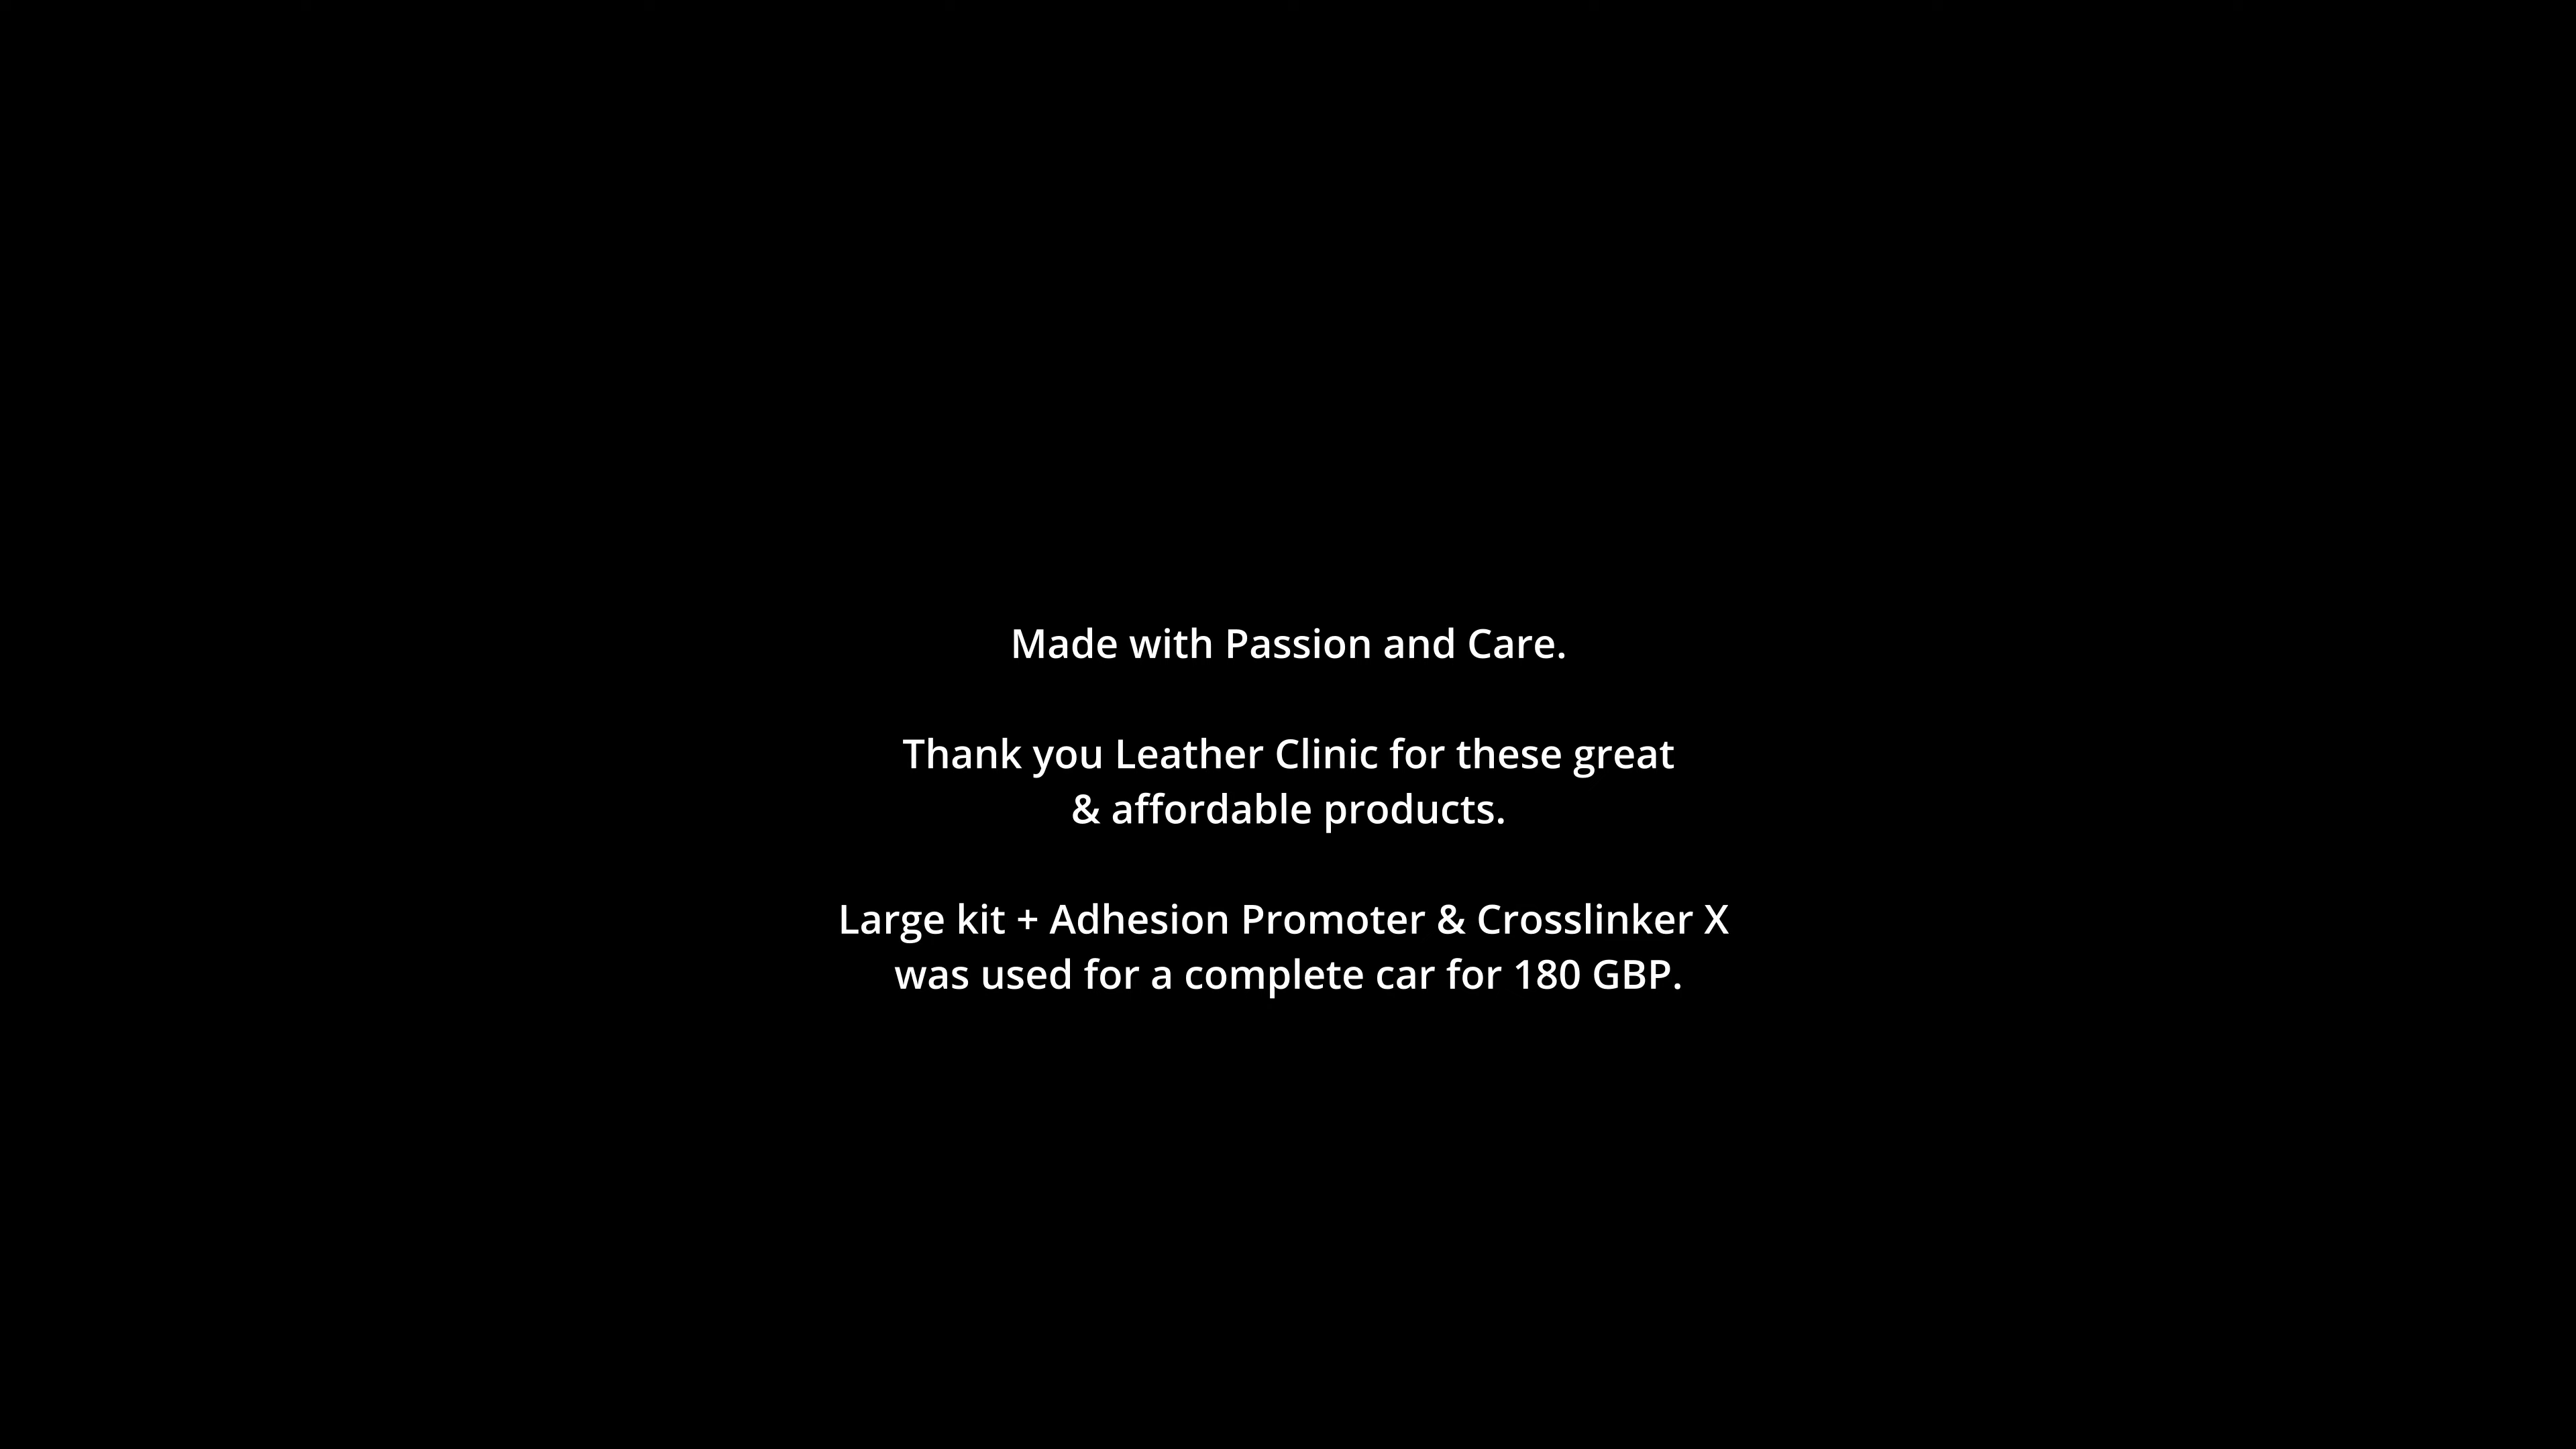 Made with Passion and Care.
Thank you Leather Clinic for these great
& affordable products.
Large kit + Adhesion Promoter & Crosslinker X
was used for a complete car for 180 GBP.